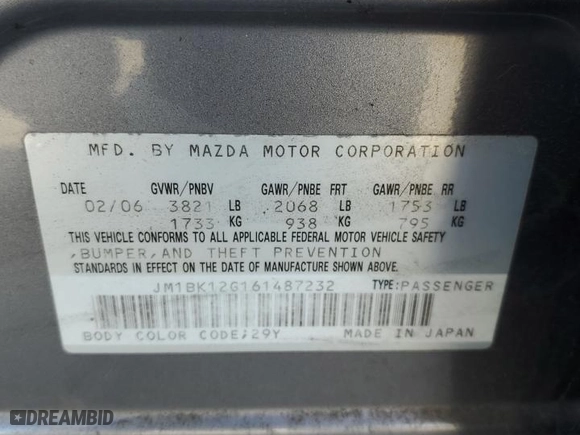 MFD. BY MAZDA MOTOR CORPORATION
DATE GVWR/PNBV GAWR/PNBE FRT GAWR/PNBE RR
02/06 3821 LB 2068 LB 1753 LB
1733 KG 938 KG 795 KG
THIS VEHICLE CONFORMS TO ALL APPLICABLE FEDERAL MOTOR VEHICLE SAFETY
,BUMPER,AND THEFT PREVENTION
STANDARDS IN EFFECT ON THE DATE OF MANUFACTURE SHOWN ABOVE.
JM1BK12G161487232 TYPE:PASSENGER
BODY COLOR CODE;29Y MADE IN JAPAN
DREAMBID